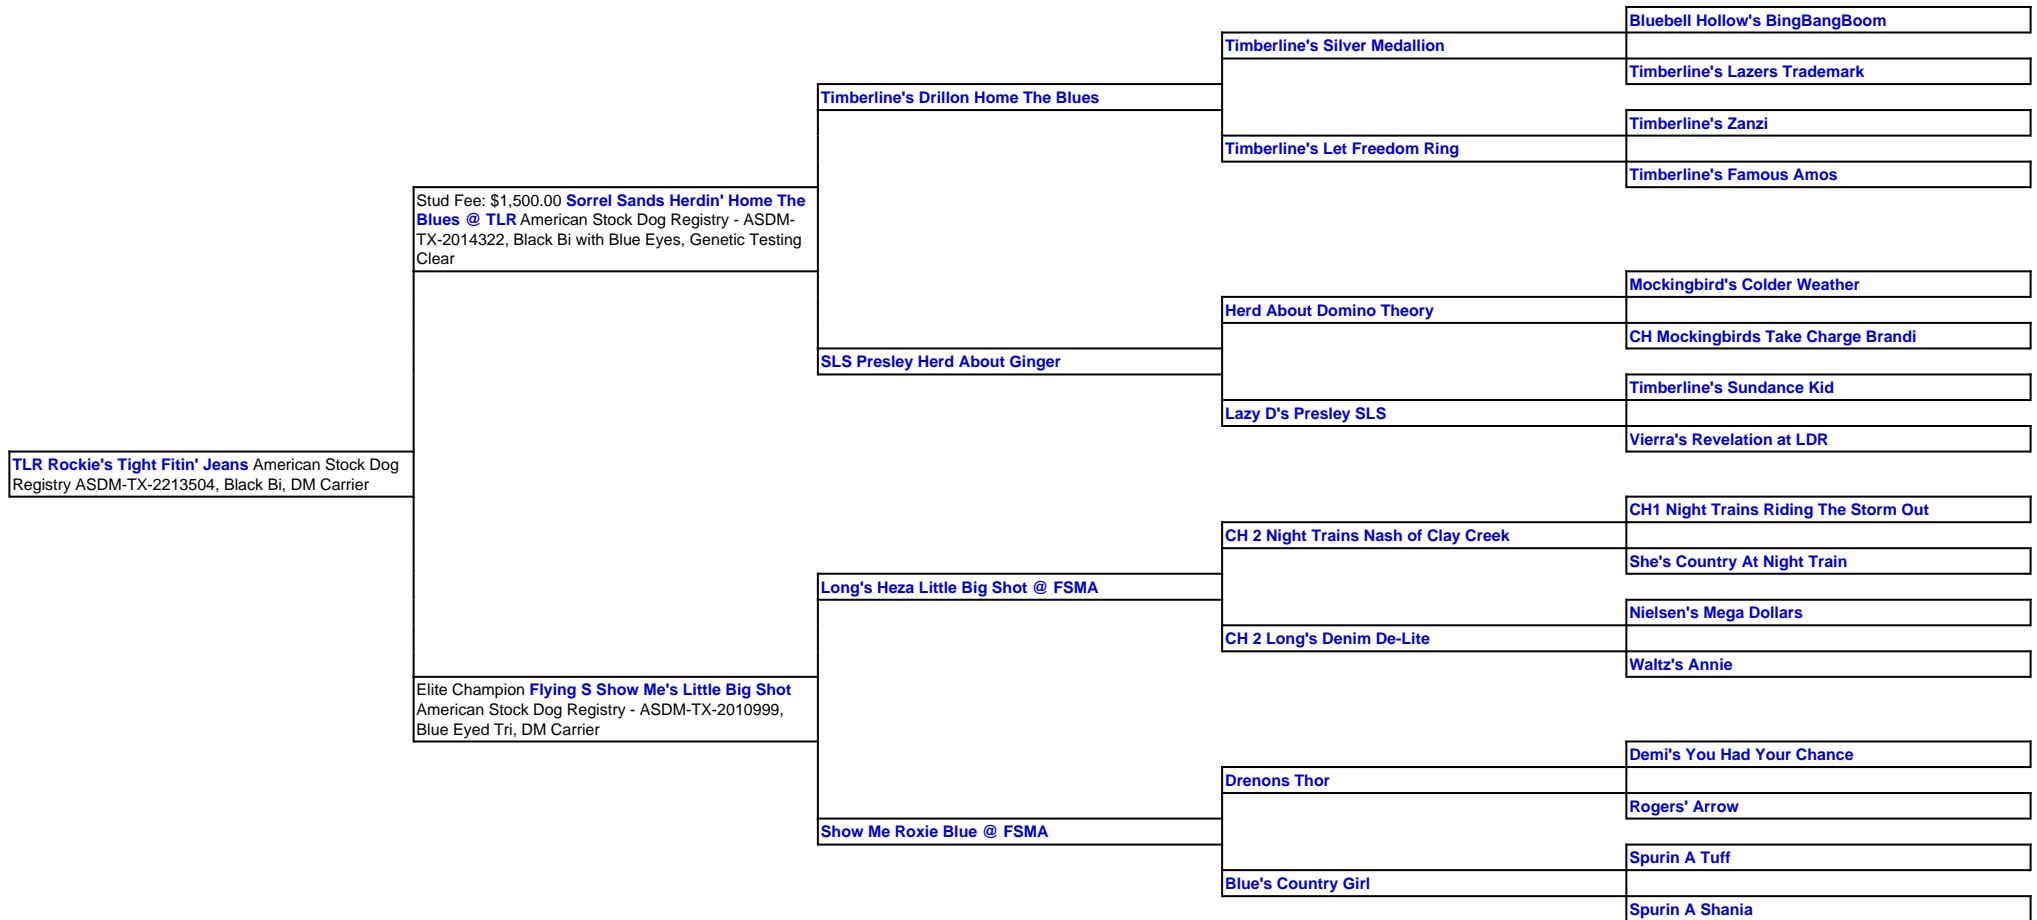 Bluebell Hollow's BingBangBoom
Timberline's Silver Medallion
Timberline's Lazers Trademark
Timberline's Drillon Home The Blues
Timberline's Zanzi
Timberline's Let Freedom Ring
Timberline's Famous Amos
Stud Fee: $1,500.00 Sorrel Sands Herdin' Home The
Blues @ TLR American Stock Dog Registry - ASDM-
TX-2014322, Black Bi with Blue Eyes, Genetic Testing
Clear
Mockingbird's Colder Weather
Herd About Domino Theory
CH Mockingbirds Take Charge Brandi
SLS Presley Herd About Ginger
Timberline's Sundance Kid
Lazy D's Presley SLS
Vierra's Revelation at LDR
TLR Rockie's Tight Fitin' Jeans American Stock Dog
Registry ASDM-TX-2213504, Black Bi, DM Carrier
CH1 Night Trains Riding The Storm Out
CH 2 Night Trains Nash of Clay Creek
She's Country At Night Train
Long's Heza Little Big Shot @ FSMA
Nielsen's Mega Dollars
CH 2 Long's Denim De-Lite
Waltz's Annie
Elite Champion Flying S Show Me's Little Big Shot
American Stock Dog Registry - ASDM-TX-2010999,
Blue Eyed Tri, DM Carrier
Demi's You Had Your Chance
Drenons Thor
Rogers' Arrow
Show Me Roxie Blue @ FSMA
Spurin A Tuff
Blue's Country Girl
Spurin A Shania